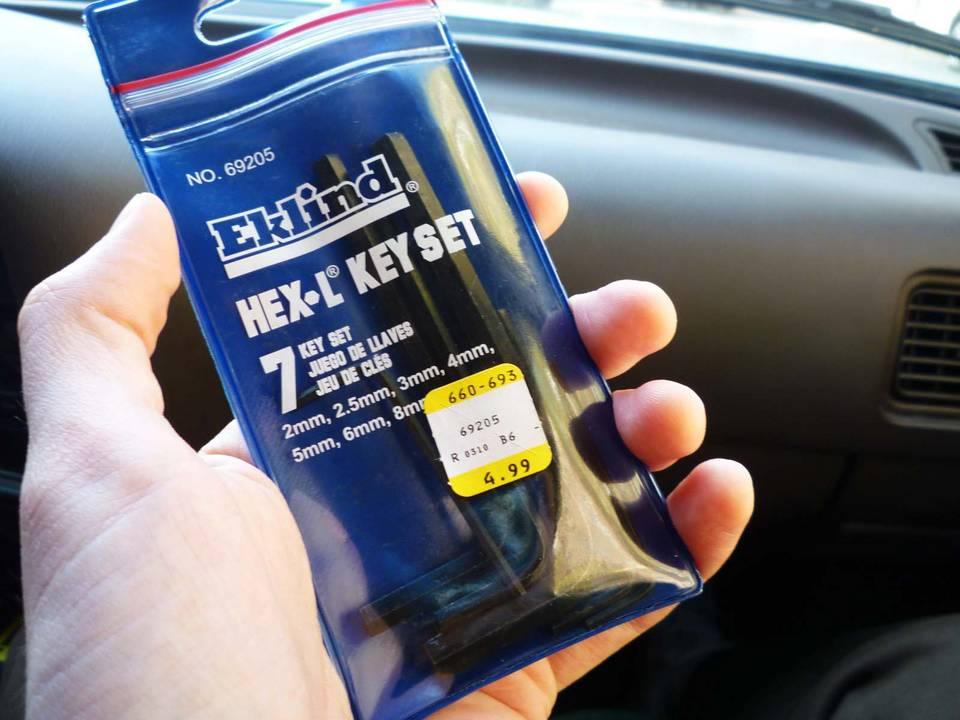 NO. 69205
Eklind®
HEX-L® KEY SET
7 KEY SET
JUEGO DE LLAVES
JEU DE CLÉS
2mm, 2.5mm, 3mm, 4mm,
5mm, 6mm, 8mm
660-693
69205
R 0310 B6 -
4.99